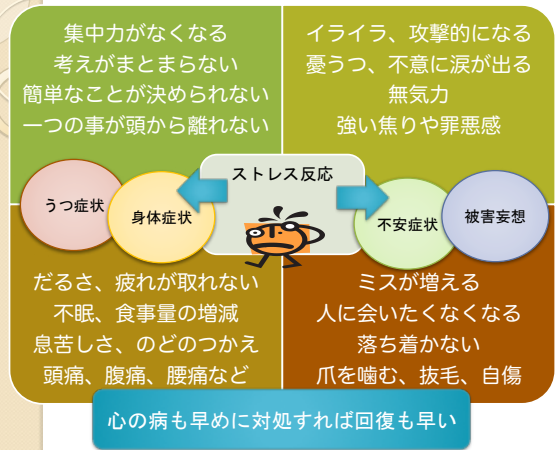 集中力がなくなる
考えがまとまらない
簡単なことが決められない
一つの事が頭から離れない
イライラ、攻撃的になる
憂うつ、不意に涙が出る
無気力
強い焦りや罪悪感
ストレス反応
うつ症状
身体症状
不安症状
被害妄想
だるさ、疲れが取れない
不眠、食事量の増減
息苦しさ、のどのつかえ
頭痛、腹痛、腰痛など
ミスが増える
人に会いたくなくなる
落ち着かない
爪を噛む、抜毛、自傷
心の病も早めに対処すれば回復も早い